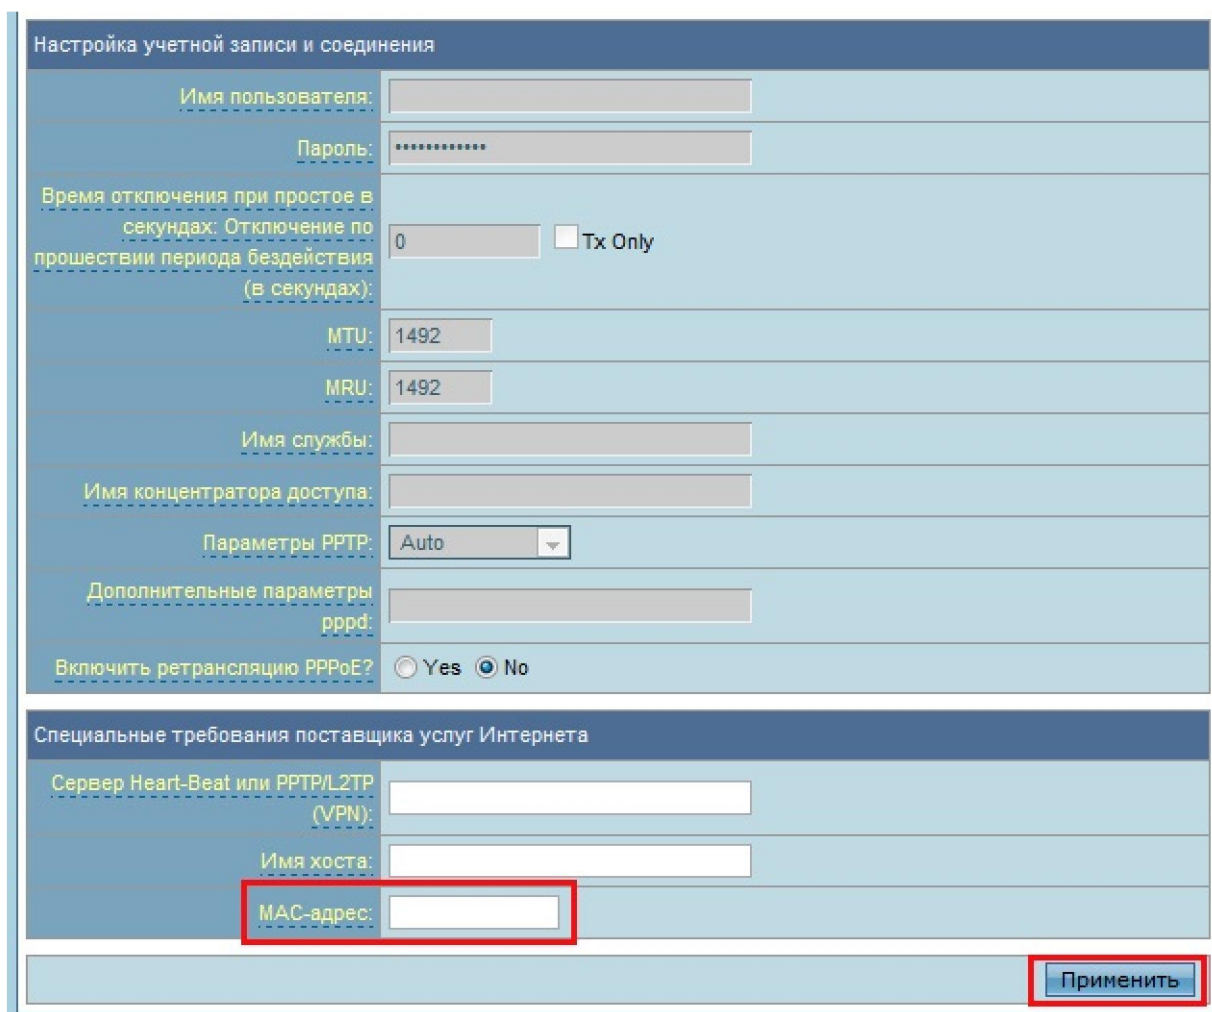 Настройка учетной записи и соединения
Имя пользователя:
Пароль: ••••••••••••
Время отключения при простое в
секундах: Отключение по
прошествии периода бездействия
(в секундах):
0 Tx Only
MTU: 1492
MRU: 1492
Имя службы:
Имя концентратора доступа:
Параметры PPTP: Auto
Дополнительные параметры
pppd:
Включить ретрансляцию PPPoE? Yes No
Специальные требования поставщика услуг Интернета
Сервер Heart-Beat или PPTP/L2TP
(VPN):
Имя хоста:
MAC-адрес:
Применить